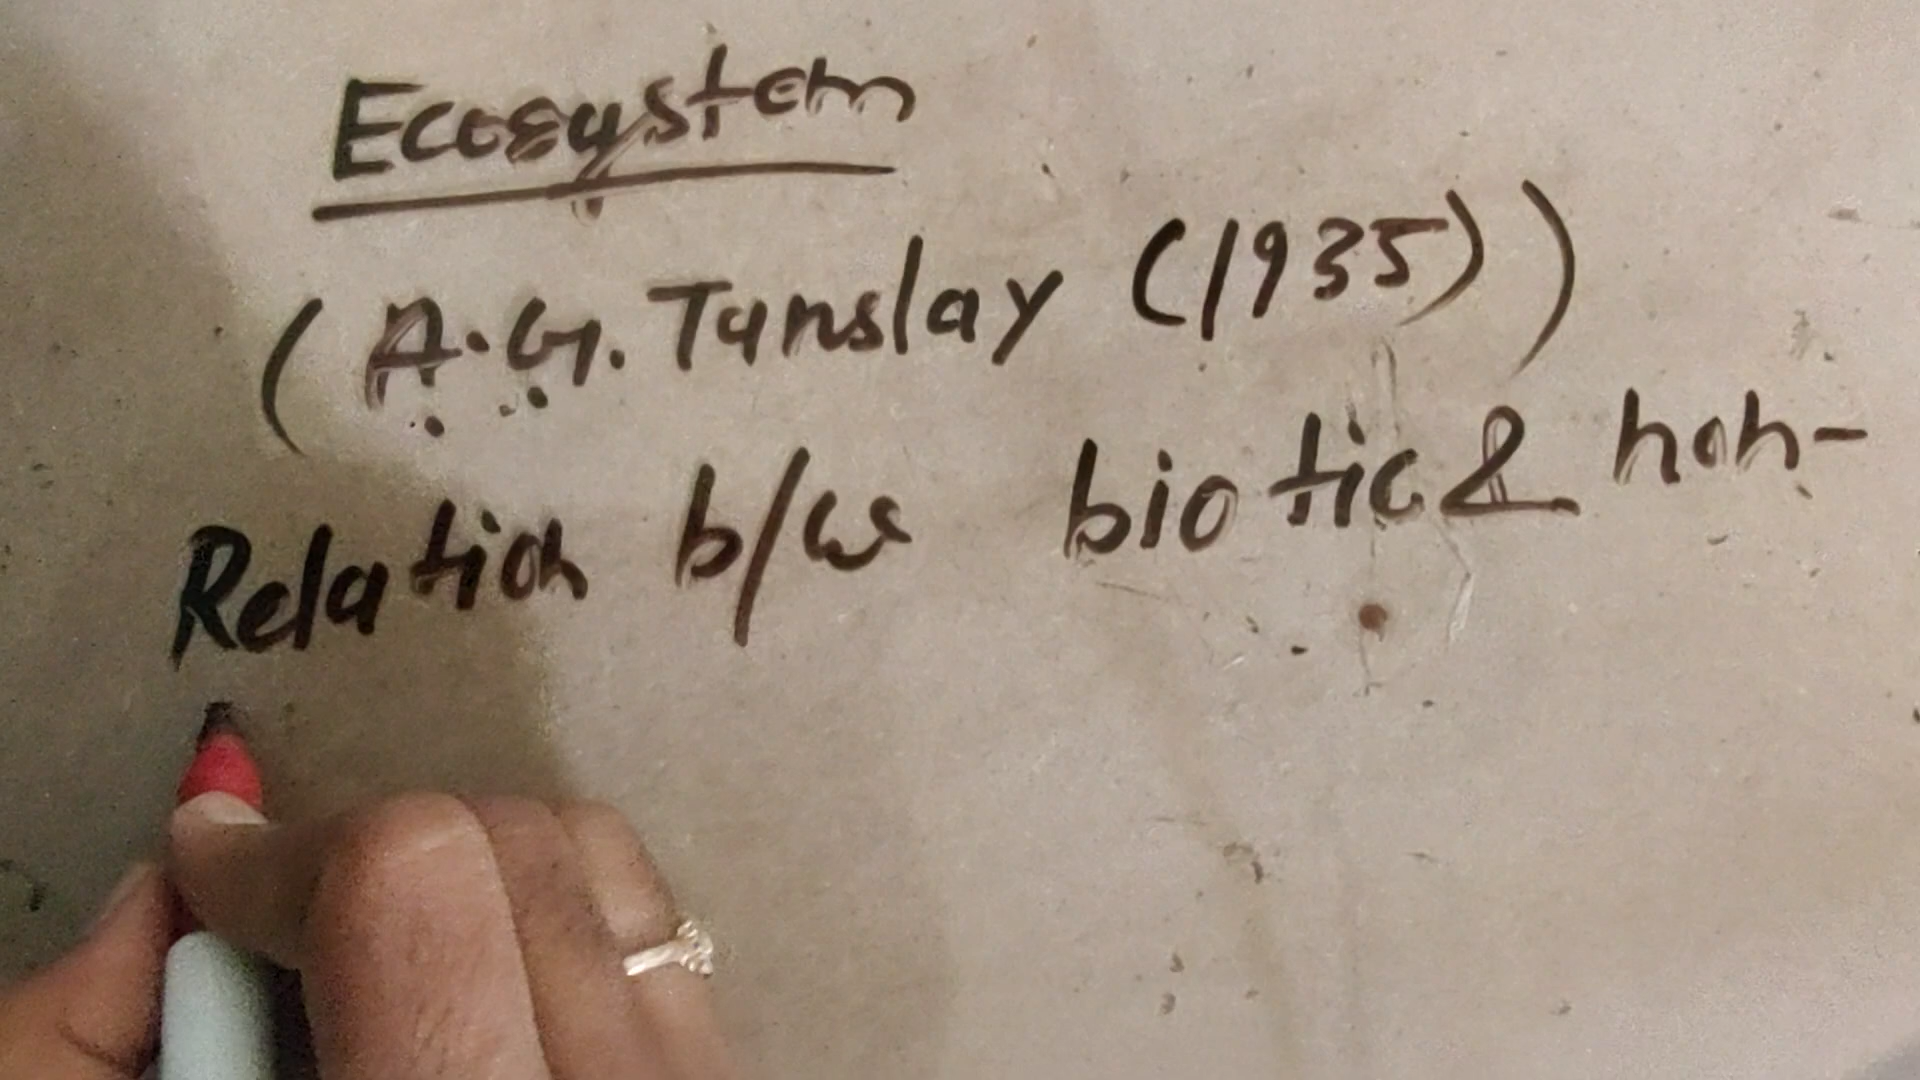 Ecosystem
(A.G. Tanslay (1935))
Relation b/w biotic & non-